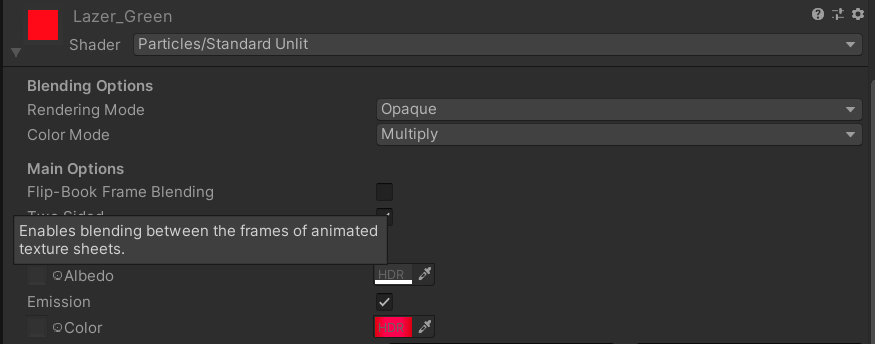 Lazer_Green
Shader Particles/Standard Unlit
Blending Options
Rendering Mode Opaque
Color Mode Multiply
Main Options
Flip-Book Frame Blending
Two Sided
Enables blending between the frames of animated
texture sheets.
Albedo HDR
Emission
Color HDR